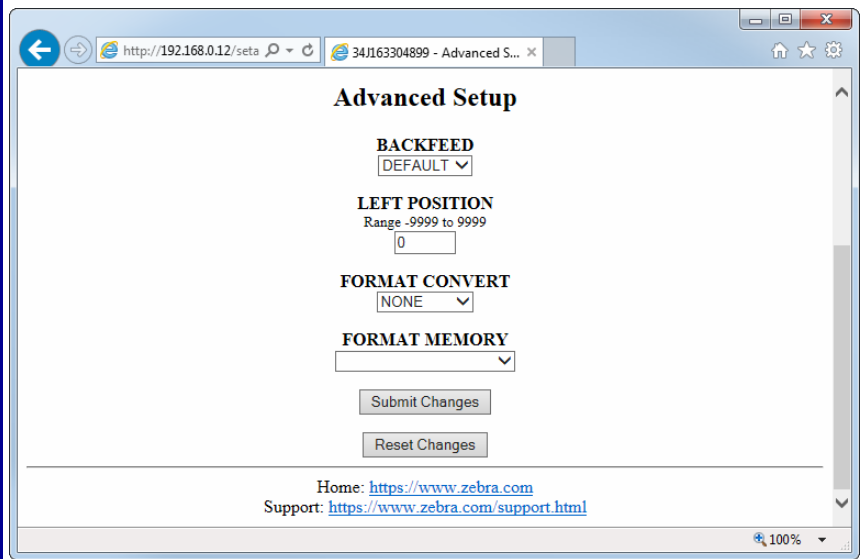 http://192.168.0.12/seta
34J163304899 - Advanced S...
Advanced Setup
BACKFEED
DEFAULT
LEFT POSITION
Range -9999 to 9999
0
FORMAT CONVERT
NONE
FORMAT MEMORY
Submit Changes
Reset Changes
Home: https://www.zebra.com
Support: https://www.zebra.com/support.html
100%